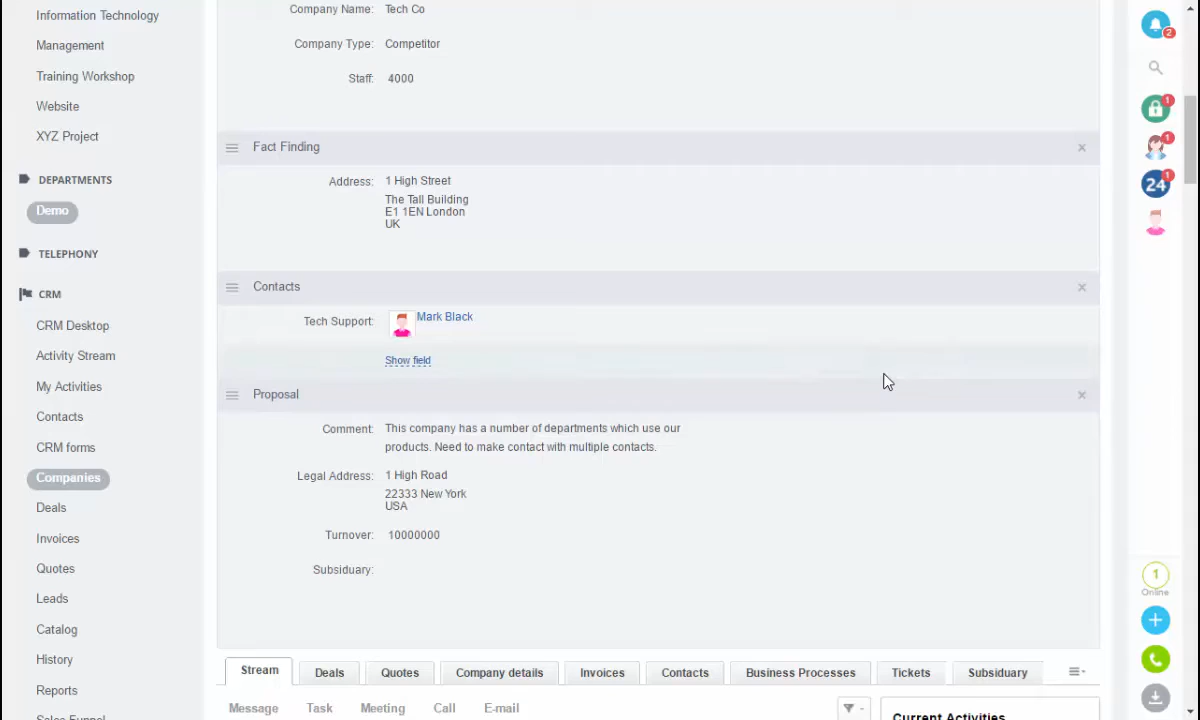 Information Technology
Management
Training Workshop
Website
XYZ Project
DEPARTMENTS
Demo
TELEPHONY
CRM
CRM Desktop
Activity Stream
My Activities
Contacts
CRM forms
Companies
Deals
Invoices
Quotes
Leads
Catalog
History
Reports
Sales Funnel
Company Name: Tech Co
Company Type: Competitor
Staff: 4000
Fact Finding
Address: 1 High Street
The Tall Building
E1 1EN London
UK
Contacts
Tech Support: Mark Black
Show field
Proposal
Comment: This company has a number of departments which use our
products. Need to make contact with multiple contacts.
Legal Address: 1 High Road
22333 New York
USA
Turnover: 10000000
Subsiduary:
Stream Deals Quotes Company details Invoices Contacts Business Processes Tickets Subsiduary
Message Task Meeting Call E-mail
Current Activities
2
1
1
24 1
1
Online